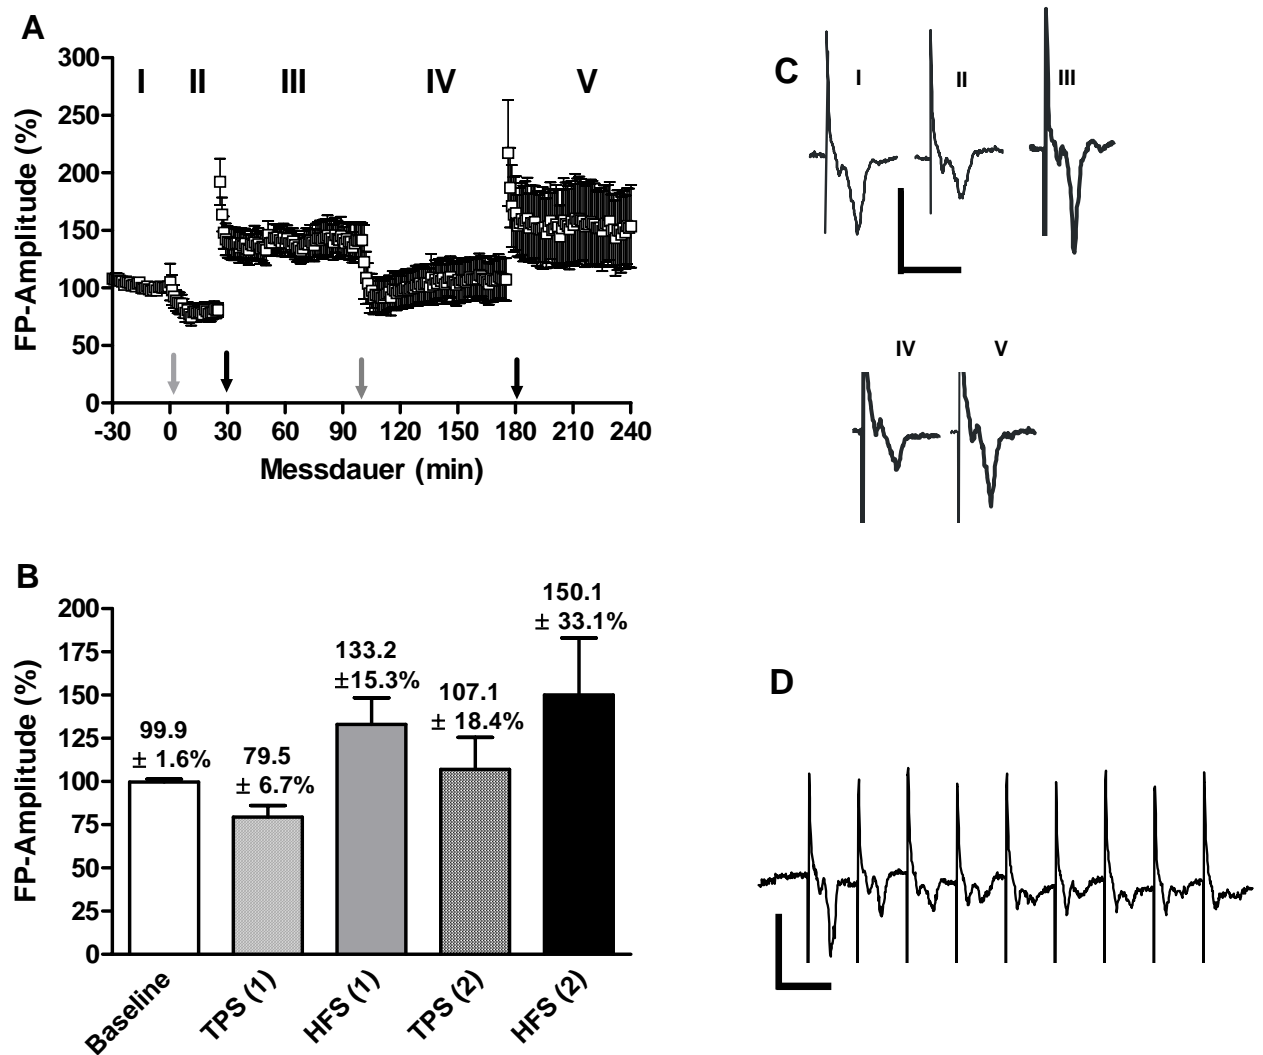 A
I II III IV V
300
250
200
150
100
50
0
FP-Amplitude (%)
-30 0 30 60 90 120 150 180 210 240
Messdauer (min)
B
200
175
150
125
100
75
50
25
0
FP-Amplitude (%)
99.9
± 1.6%
79.5
± 6.7%
133.2
±15.3%
107.1
± 18.4%
150.1
± 33.1%
Baseline
TPS (1)
HFS (1)
TPS (2)
HFS (2)
C
I II III
IV V
D